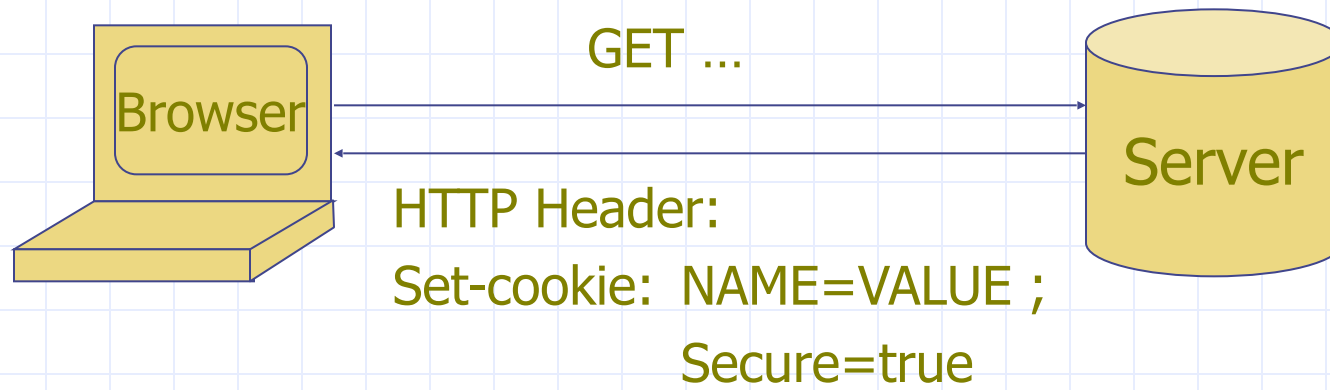 GET ...
Browser
Server
HTTP Header:
Set-cookie: NAME=VALUE ;
Secure=true